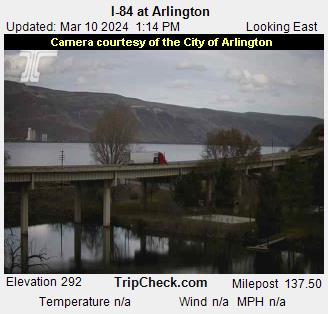 I-84 at Arlington
Updated: Mar 10 2024 1:14 PM Looking East
Camera courtesy of the City of Arlington
Elevation 292 TripCheck.com Milepost 137.50
Temperature n/a Wind n/a MPH n/a